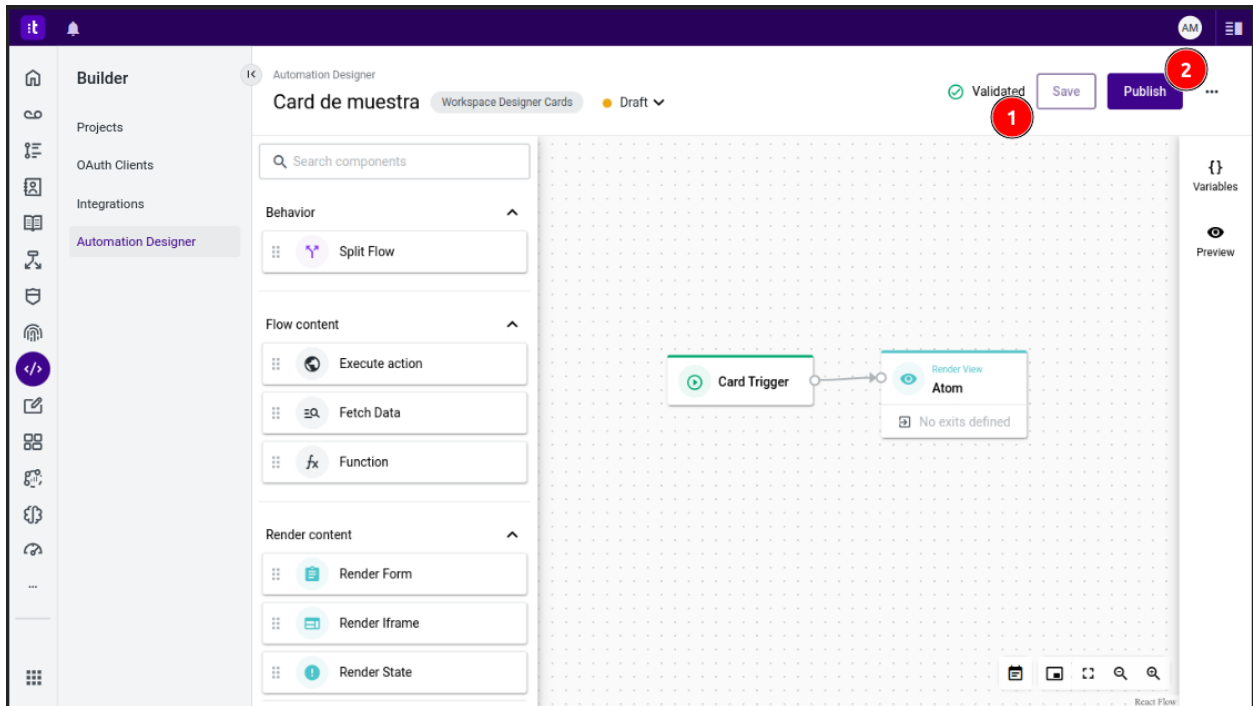 :t
AM
Builder
Projects
OAuth Clients
Integrations
Automation Designer
Automation Designer
Card de muestra
Workspace Designer Cards
Draft
Validated
Save
Publish
1
2
Search components
Behavior
Split Flow
Flow content
Execute action
Fetch Data
fx
Function
Render content
Render Form
Render Iframe
Render State
Card Trigger
Render View
Atom
No exits defined
{}
Variables
Preview
React Flow